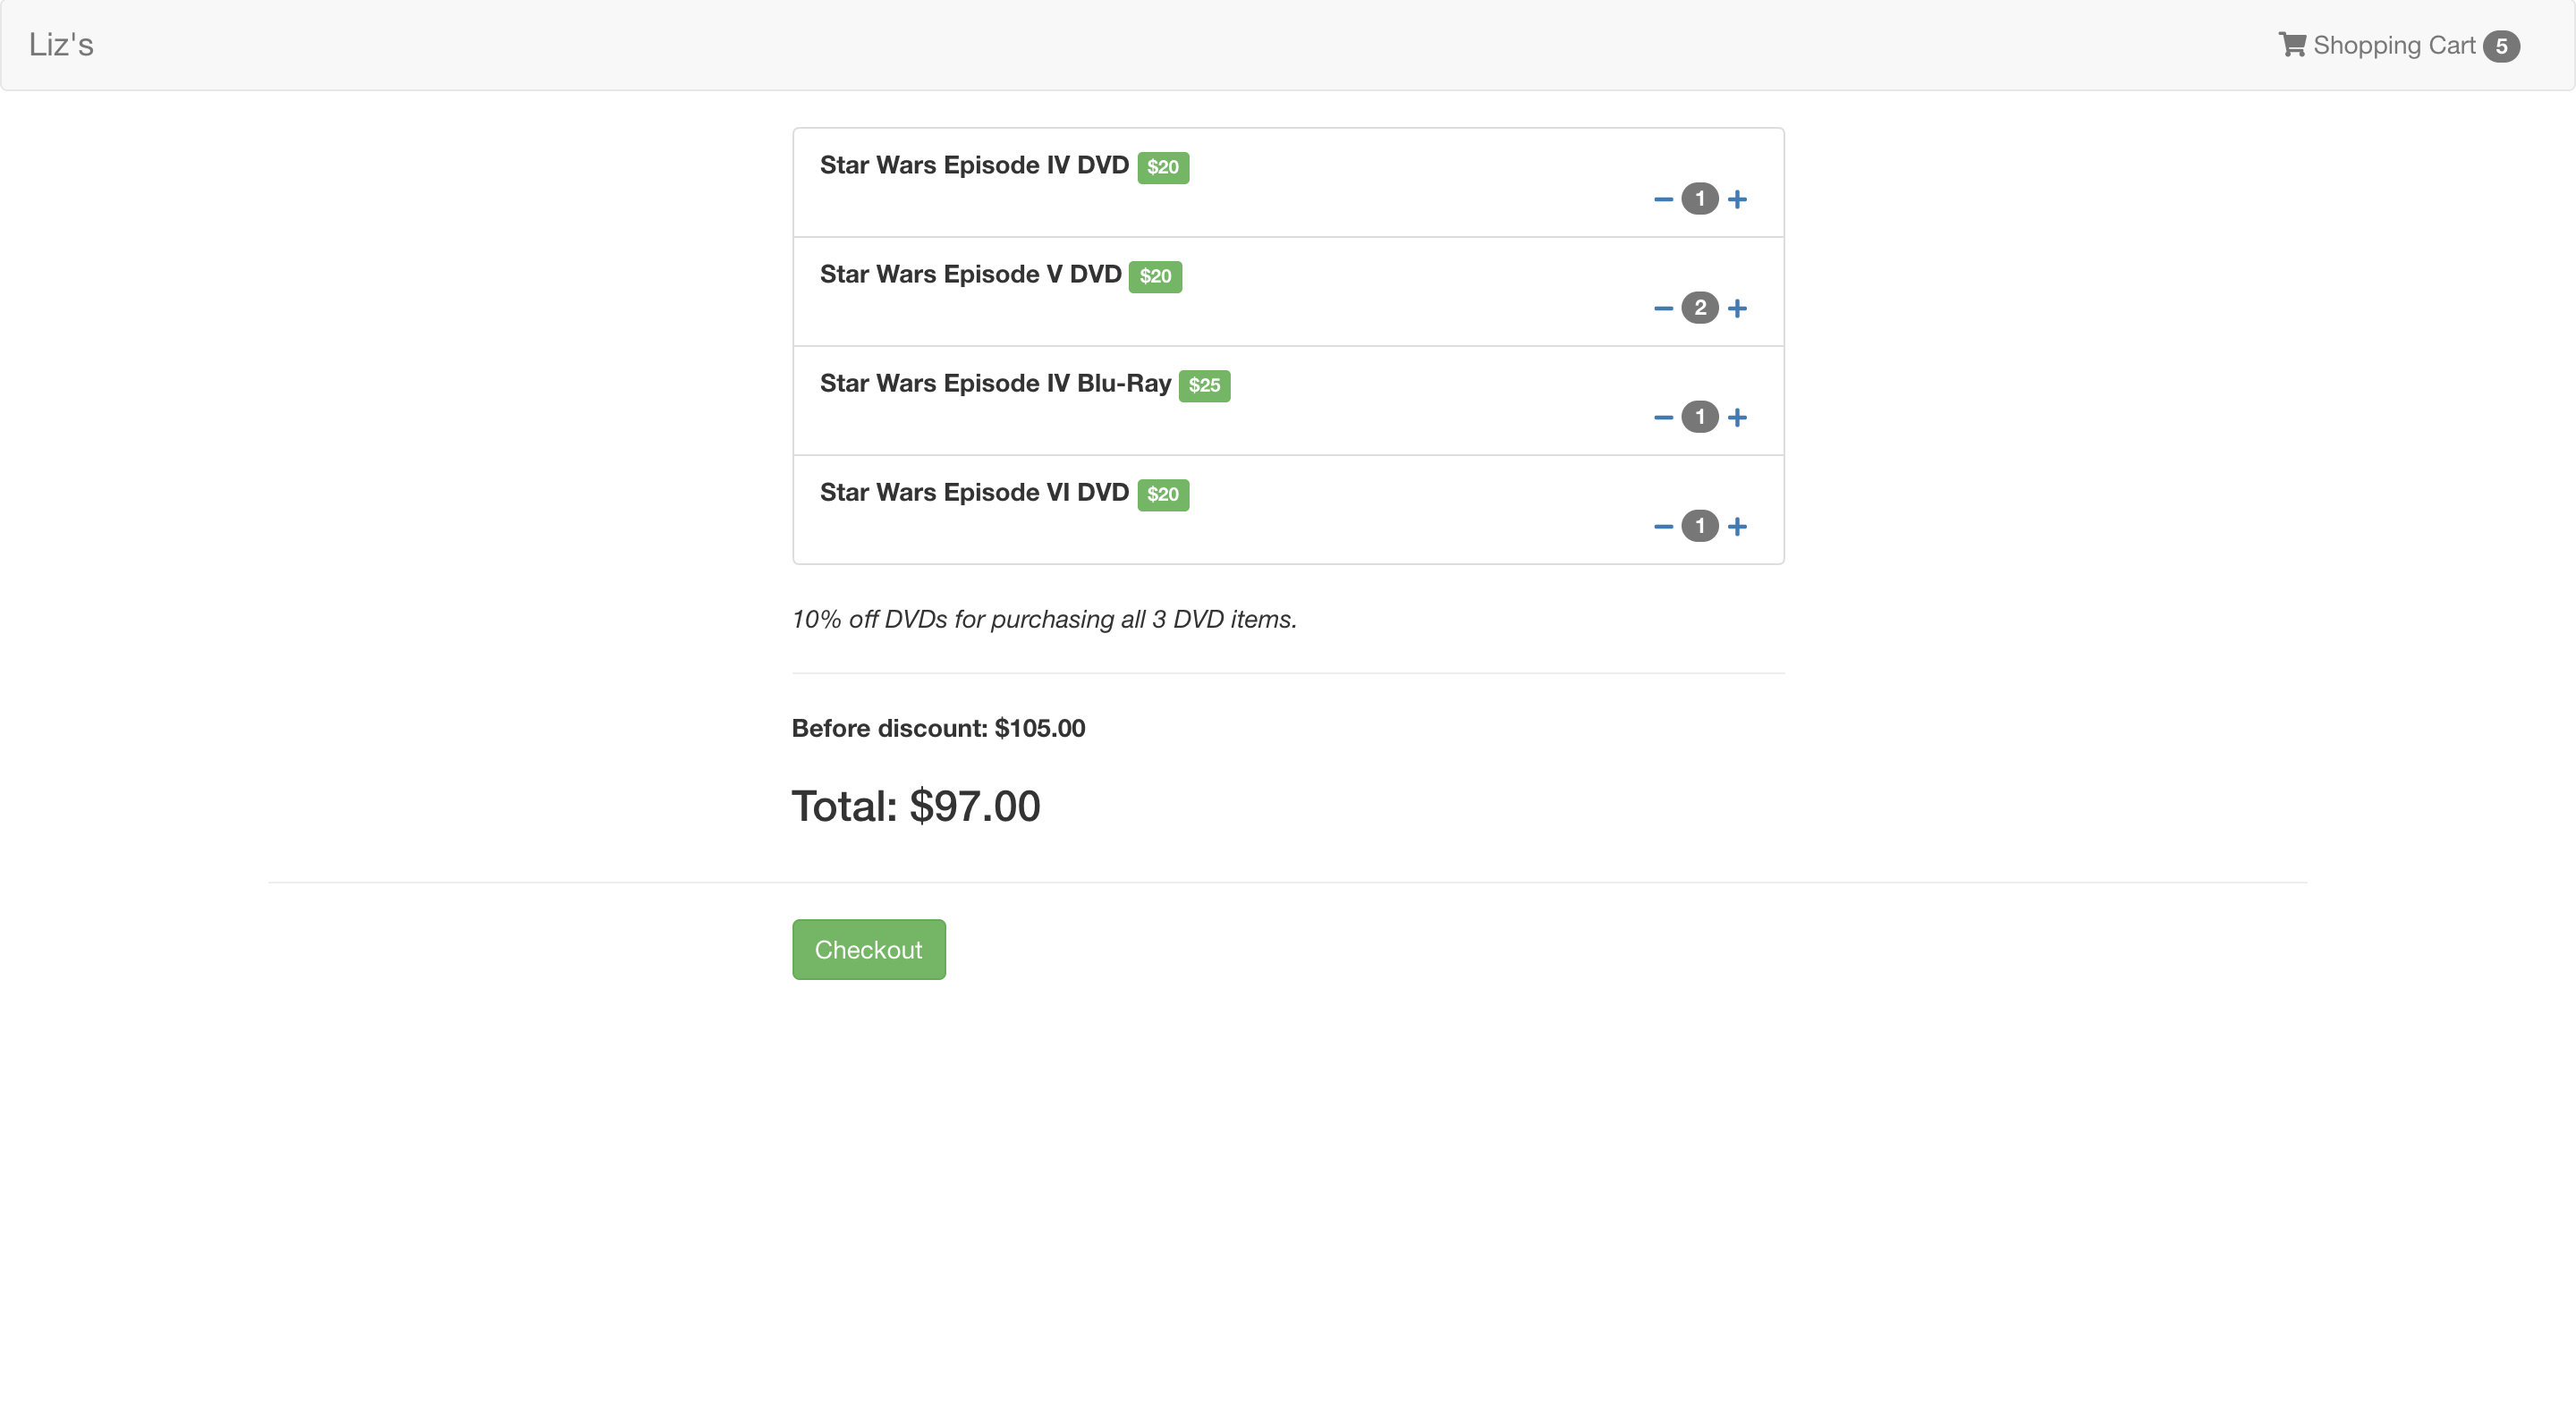 Liz's
Shopping Cart 5
Star Wars Episode IV DVD $20
1
Star Wars Episode V DVD $20
2
Star Wars Episode IV Blu-Ray $25
1
Star Wars Episode VI DVD $20
1
10% off DVDs for purchasing all 3 DVD items.
Before discount: $105.00
Total: $97.00
Checkout